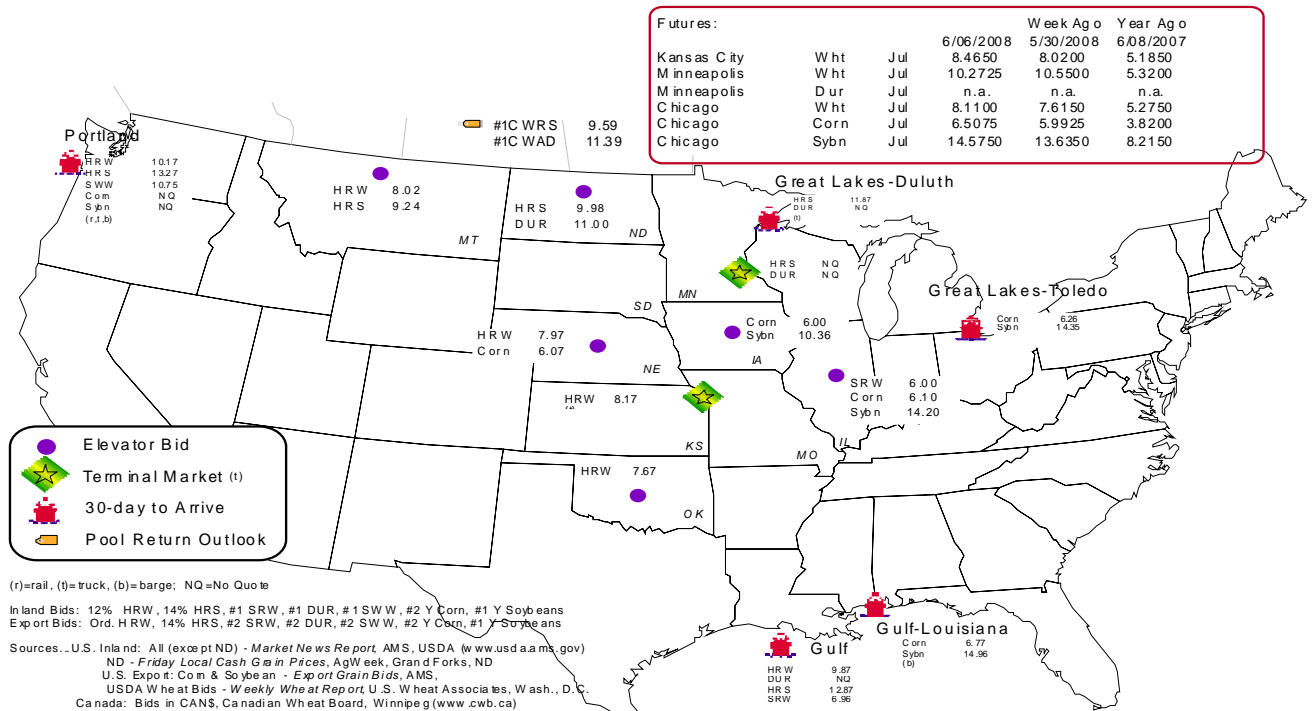 Futures: Week Ago Year Ago
6/06/2008 5/30/2008 6/08/2007
Kansas City Wht Jul 8.4650 8.0200 5.1850
Minneapolis Wht Jul 10.2725 10.5500 5.3200
Minneapolis Dur Jul n.a. n.a. n.a.
Chicago Wht Jul 8.1100 7.6150 5.2750
Chicago Corn Jul 6.5075 5.9925 3.8200
Chicago Sybn Jul 14.5750 13.6350 8.2150
#1CWRS 9.59
#1CWAD 11.39
Portland
HRW 10.17
HRS 13.27
SWW 10.75
Corn NQ
Sybn NQ
(r,t,b)
HRW 8.02
HRS 9.24
MT
HRS 9.98
DUR 11.00
ND
Great Lakes-Duluth
HRS 11.87
DUR NQ
(t)
HRS NQ
DUR NQ
MN
SD
Great Lakes-Toledo
Corn 6.26
Sybn 14.35
HRW 7.97
Corn 6.07
NE
Corn 6.00
Sybn 10.36
IA
SRW 6.00
Corn 6.10
Sybn 14.20
IL
HRW 8.17
(t)
KS
MO
HRW 7.67
OK
Elevator Bid
Terminal Market (t)
30-day to Arrive
Pool Return Outlook
Gulf-Louisiana
Corn 6.77
Sybn 14.96
(b)
Gulf
HRW 9.87
DUR NQ
HRS 12.87
SRW 6.96
(r)=rail, (t)=truck, (b)=barge; NQ=No Quote
Inland Bids: 12% HRW, 14% HRS, #1 SRW, #1 DUR, #1 SWW, #2 Y Corn, #1 Y Soybeans
Export Bids: Ord. HRW, 14% HRS, #2 SRW, #2 DUR, #2 SWW, #2 Y Corn, #1 Y Soybeans
Sources...U.S. Inland: All (except ND) - Market News Report, AMS, USDA (www.usda.ams.gov)
ND - Friday Local Cash Grain Prices, AgWeek, Grand Forks, ND
U.S. Export: Corn & Soybean - Export Grain Bids, AMS,
USDA Wheat Bids - Weekly Wheat Report, U.S. Wheat Associates, Wash., D.C.
Canada: Bids in CAN$, Canadian Wheat Board, Winnipeg (www.cwb.ca)